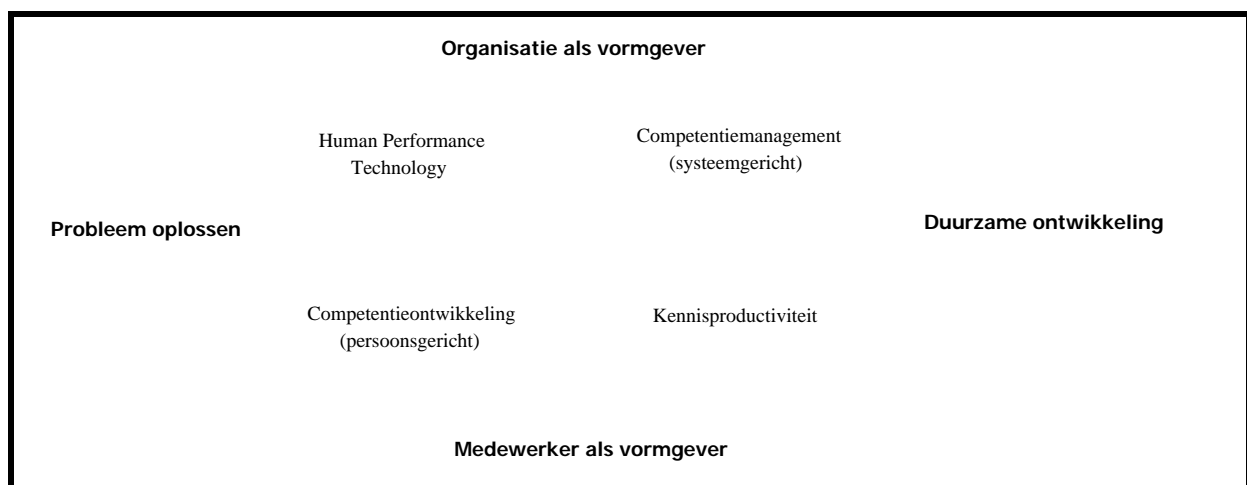 Organisatie als vormgever
Human Performance
Technology
Competentiemanagement
(systeemgericht)
Probleem oplossen
Duurzame ontwikkeling
Competentieontwikkeling
(persoonsgericht)
Kennisproductiviteit
Medewerker als vormgever